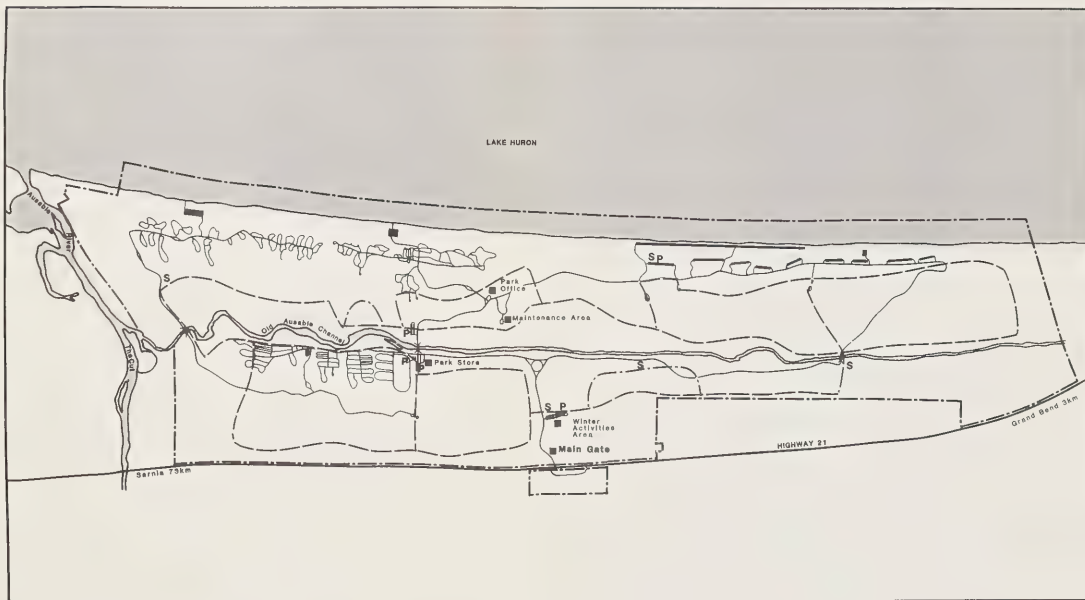 LAKE HURON
Ausable
River
S
S P
Park
Office
Maintenance Area
Old Ausable Channel
P
The Cut
P
Park Store
P
S
S
S P
Winter
Activities
Area
Main Gate
HIGHWAY 21
Grand Bend 3km
Sarnia 73km